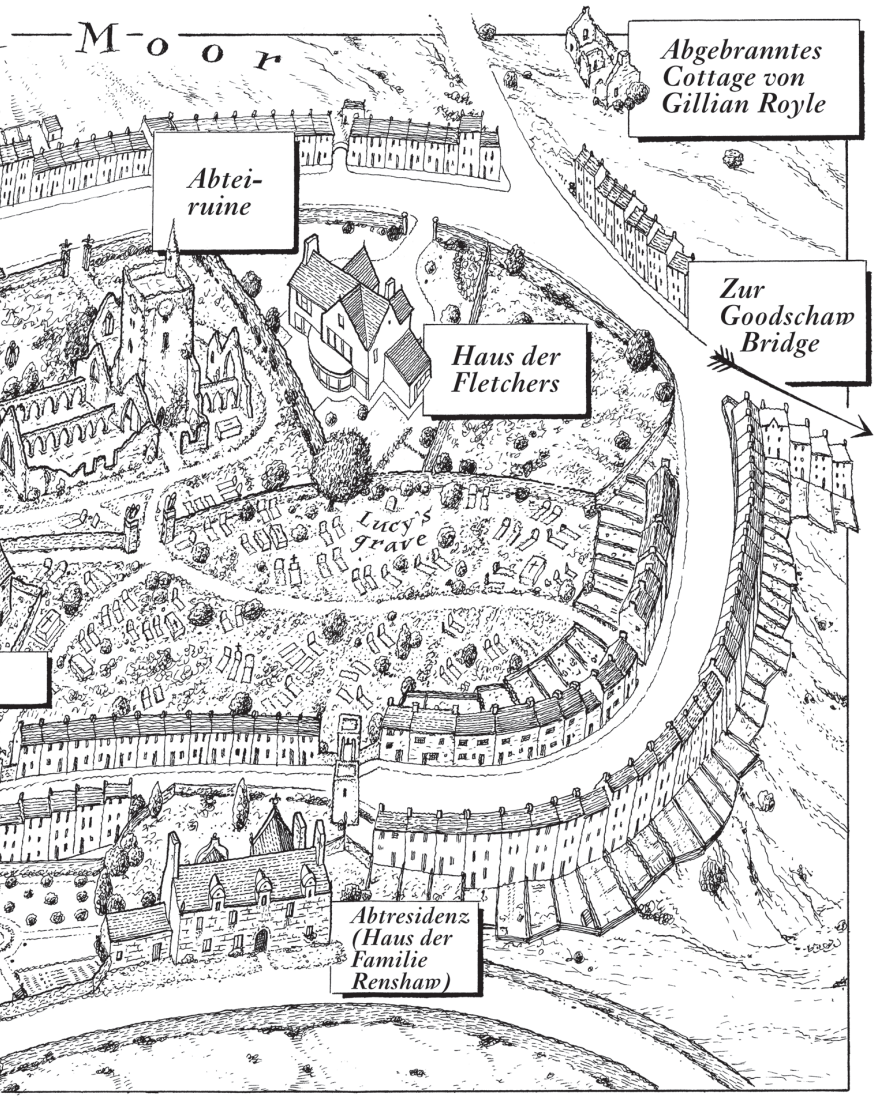 Moor
Abgebranntes
Cottage von
Gillian Royle
Abtei-
ruine
Zur
Goodschaw
Bridge
Haus der
Fletchers
Lucy's
grave
Abtresidenz
(Haus der
Familie
Renshaw)